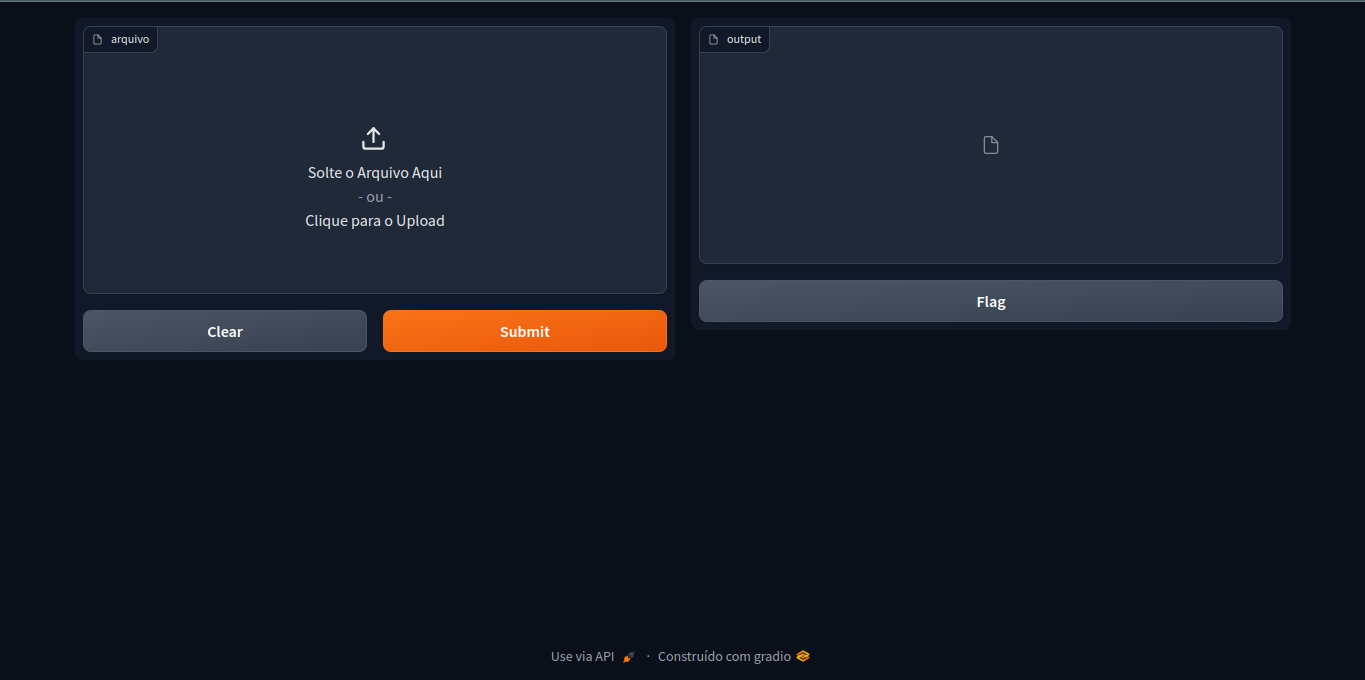 arquivo
Solte o Arquivo Aqui
- ou -
Clique para o Upload
Clear
Submit
output
Flag
Use via API · Construído com gradio